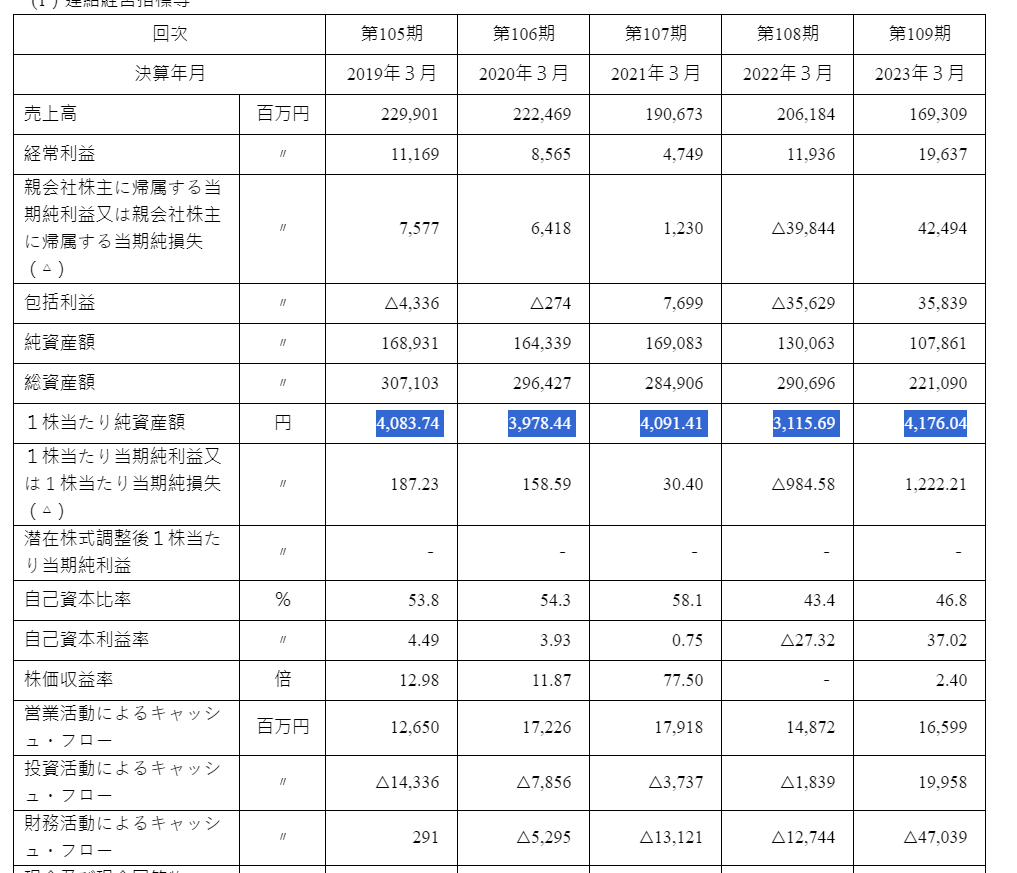 (1) 連結経営指標等
回次 第105期 第106期 第107期 第108期 第109期
決算年月 2019年３月 2020年３月 2021年３月 2022年３月 2023年３月
売上高 百万円 229,901 222,469 190,673 206,184 169,309
経常利益 〃 11,169 8,565 4,749 11,936 19,637
親会社株主に帰属する当
期純利益又は親会社株主
に帰属する当期純損失
（△） 〃 7,577 6,418 1,230 △39,844 42,494
包括利益 〃 △4,336 △274 7,699 △35,629 35,839
純資産額 〃 168,931 164,339 169,083 130,063 107,861
総資産額 〃 307,103 296,427 284,906 290,696 221,090
１株当たり純資産額 円 4,083.74 3,978.44 4,091.41 3,115.69 4,176.04
１株当たり当期純利益又
は１株当たり当期純損失
（△） 〃 187.23 158.59 30.40 △984.58 1,222.21
潜在株式調整後１株当た
り当期純利益 〃 - - - - -
自己資本比率 ％ 53.8 54.3 58.1 43.4 46.8
自己資本利益率 〃 4.49 3.93 0.75 △27.32 37.02
株価収益率 倍 12.98 11.87 77.50 - 2.40
営業活動によるキャッシ
ュ・フロー 百万円 12,650 17,226 17,918 14,872 16,599
投資活動によるキャッシ
ュ・フロー 〃 △14,336 △7,856 △3,737 △1,839 19,958
財務活動によるキャッシ
ュ・フロー 〃 291 △5,295 △13,121 △12,744 △47,039